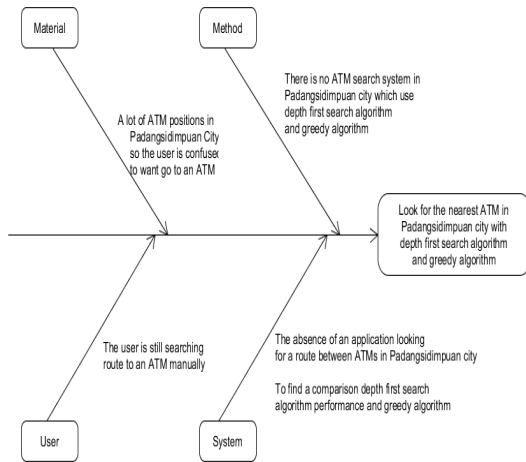 Material
Method
There is no ATM search system in
Padangsidimpuan city which use
depth first search algorithm
and greedy algorithm
A lot of ATM positions in
Padangsidimpuan City
so the user is confused
to want go to an ATM
Look for the nearest ATM in
Padangsidimpuan city with
depth first search algorithm
and greedy algorithm
The user is still searching
route to an ATM manually
The absence of an application looking
for a route between ATMs in Padangsidimpuan city
To find a comparison depth first search
algorithm performance and greedy algorithm
User
System